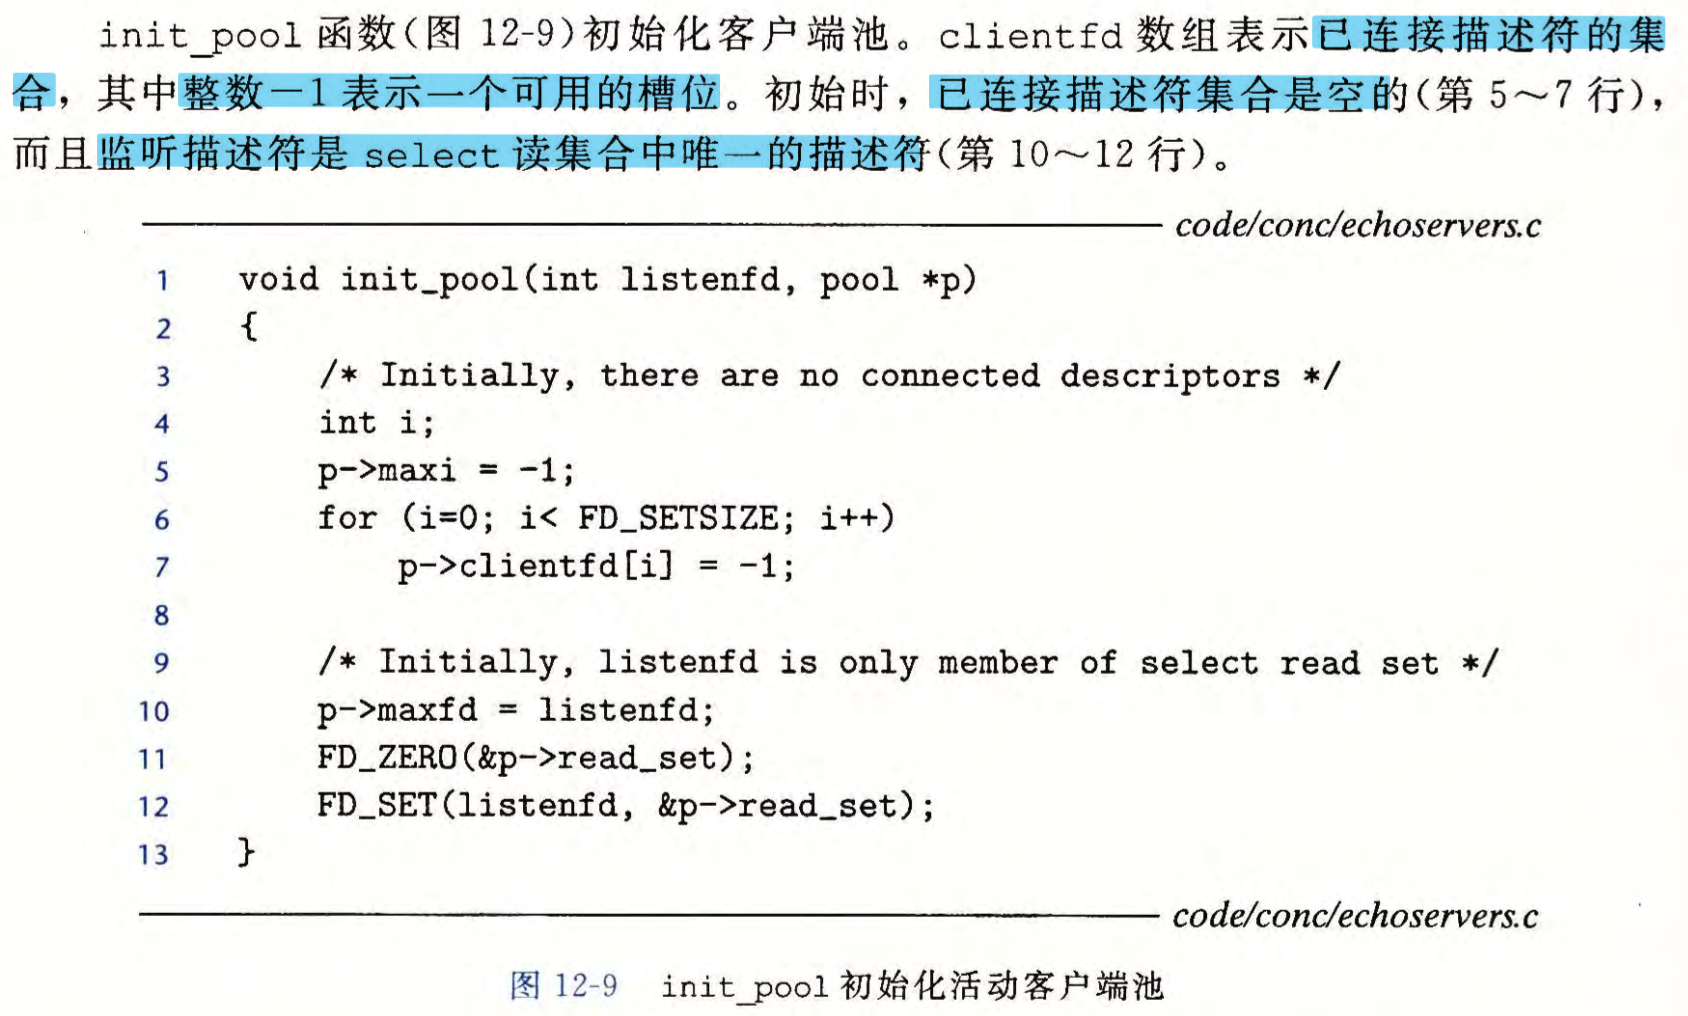 init_pool 函数(图 12-9)初始化客户端池。clientfd 数组表示已连接描述符的集
合，其中整数-1 表示一个可用的槽位。初始时，已连接描述符集合是空的(第 5~7 行)，
而且监听描述符是 select 读集合中唯一的描述符(第 10~12 行)。
code/conc/echoservers.c
1 void init_pool(int listenfd, pool *p)
2 {
3 /* Initially, there are no connected descriptors */
4 int i;
5 p->maxi = -1;
6 for (i=0; i< FD_SETSIZE; i++)
7 p->clientfd[i] = -1;
8
9 /* Initially, listenfd is only member of select read set */
10 p->maxfd = listenfd;
11 FD_ZERO(&p->read_set);
12 FD_SET(listenfd, &p->read_set);
13 }
code/conc/echoservers.c
图 12-9 init_pool 初始化活动客户端池